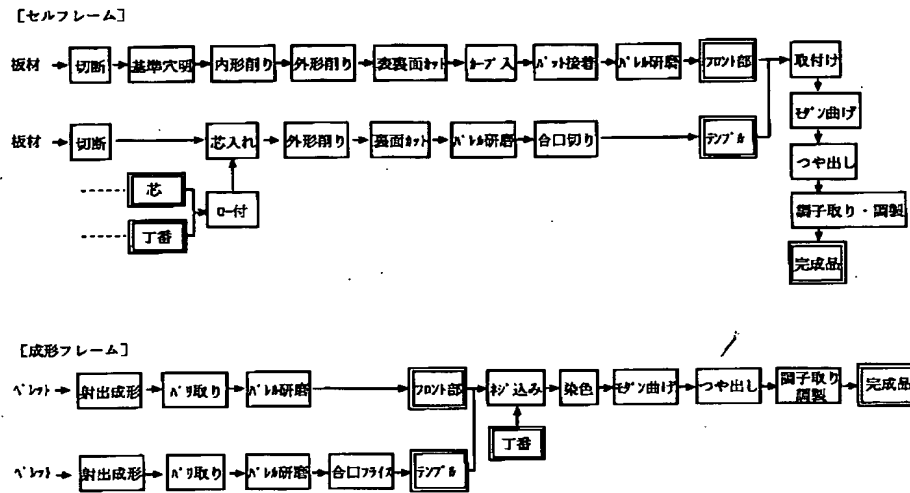 [セルフレーム]
板材 切断 基準穴明 内形削り 外形削り 表裏面カット カーブ入 パット接着 バレル研磨 フロント部 取付け
モダン曲げ
板材 切断 芯入れ 外形削り 裏面カット バレル研磨 合口切り テンプル
つや出し
芯
ロー付
調子取り・調製
丁番
完成品
[成形フレーム]
ペレット 射出成形 バリ取り バレル研磨 フロント部 ネジ込み 染色 モダン曲げ つや出し 調子取り 調製 完成品
丁番
ペレット 射出成形 バリ取り バレル研磨 合口フライス テンプル